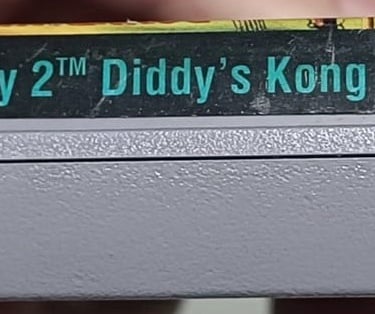 y 2™ Diddy's Kong